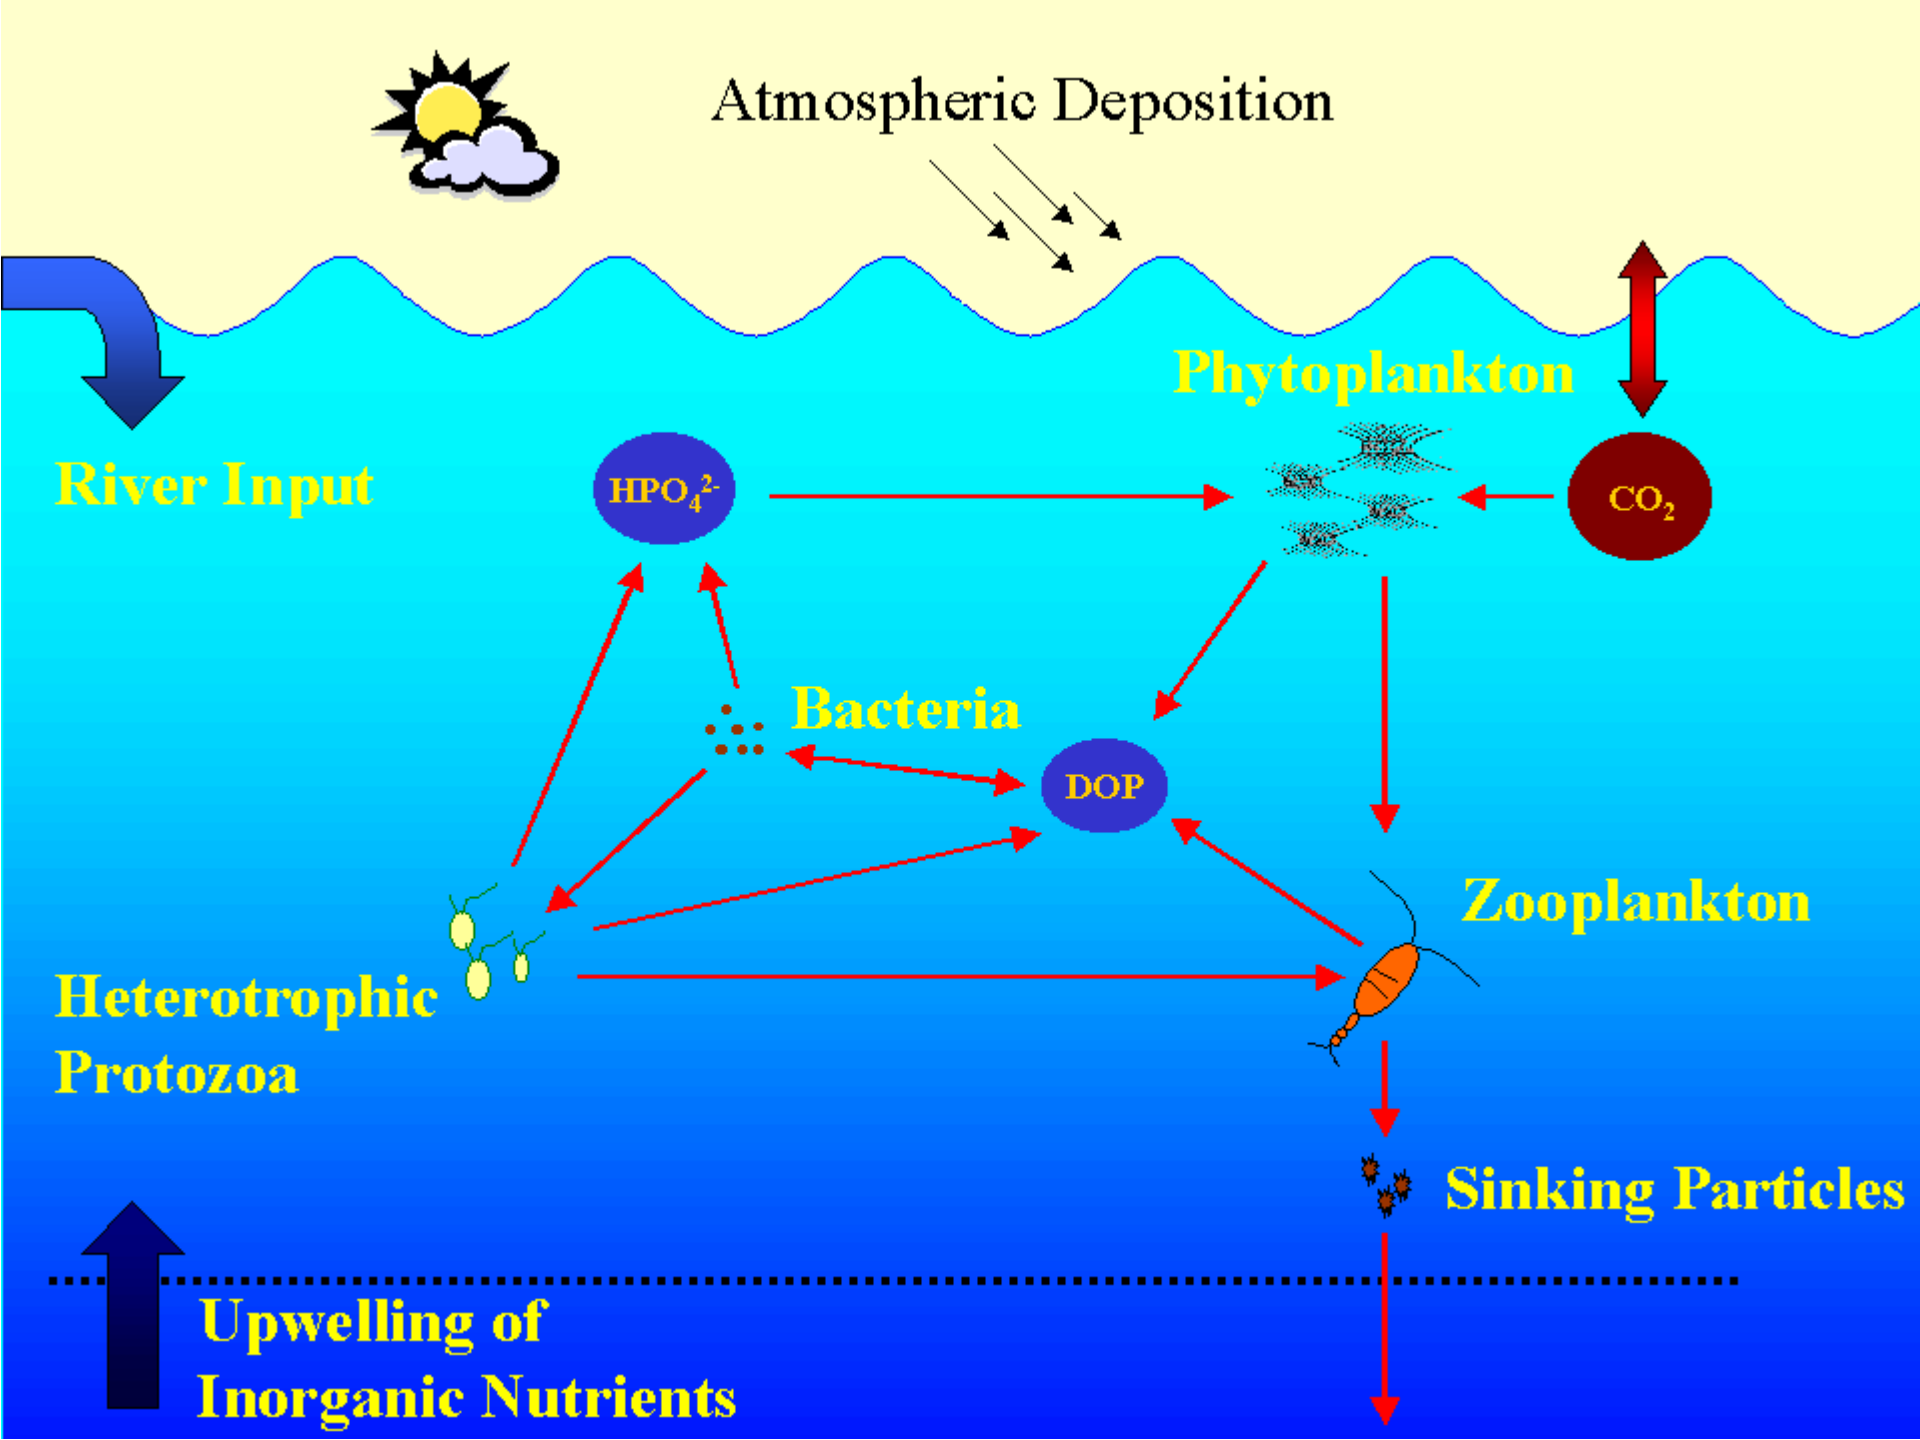 Atmospheric Deposition
Phytoplankton
River Input
HPO₄²⁻
CO₂
Bacteria
DOP
Zooplankton
Heterotrophic
Protozoa
Sinking Particles
Upwelling of
Inorganic Nutrients